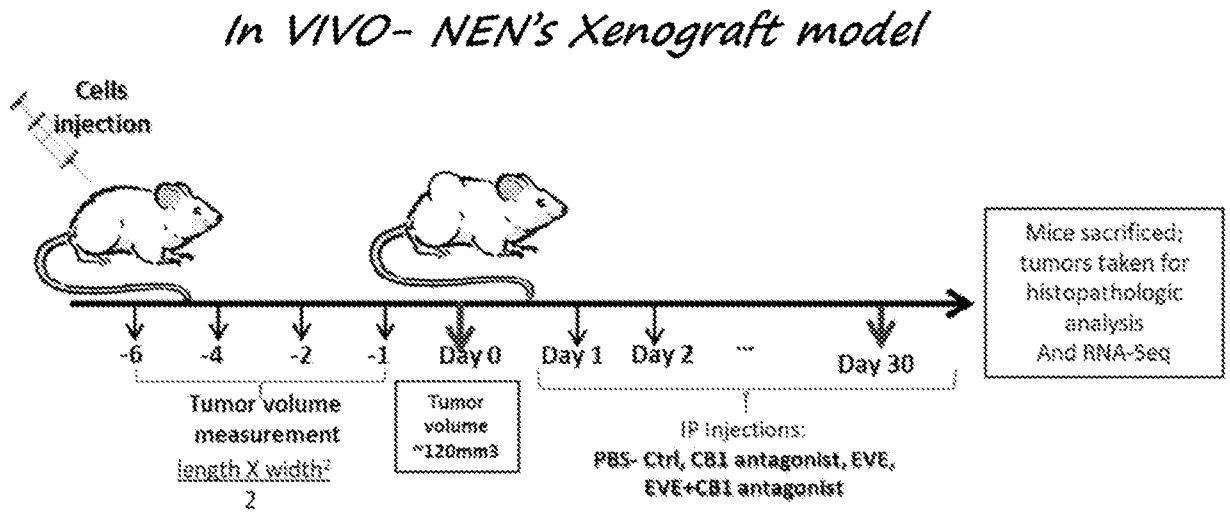 In VIVO- NEN's Xenograft model
Cells
injection
-6
-4
-2
-1
Day 0
Day 1
Day 2
...
Day 30
Tumor volume
measurement
length X width²
2
Tumor
volume
~120mm3
IP Injections:
PBS- Ctrl, CB1 antagonist, EVE,
EVE+CB1 antagonist
Mice sacrificed;
tumors taken for
histopathologic
analysis
And RNA-Seq